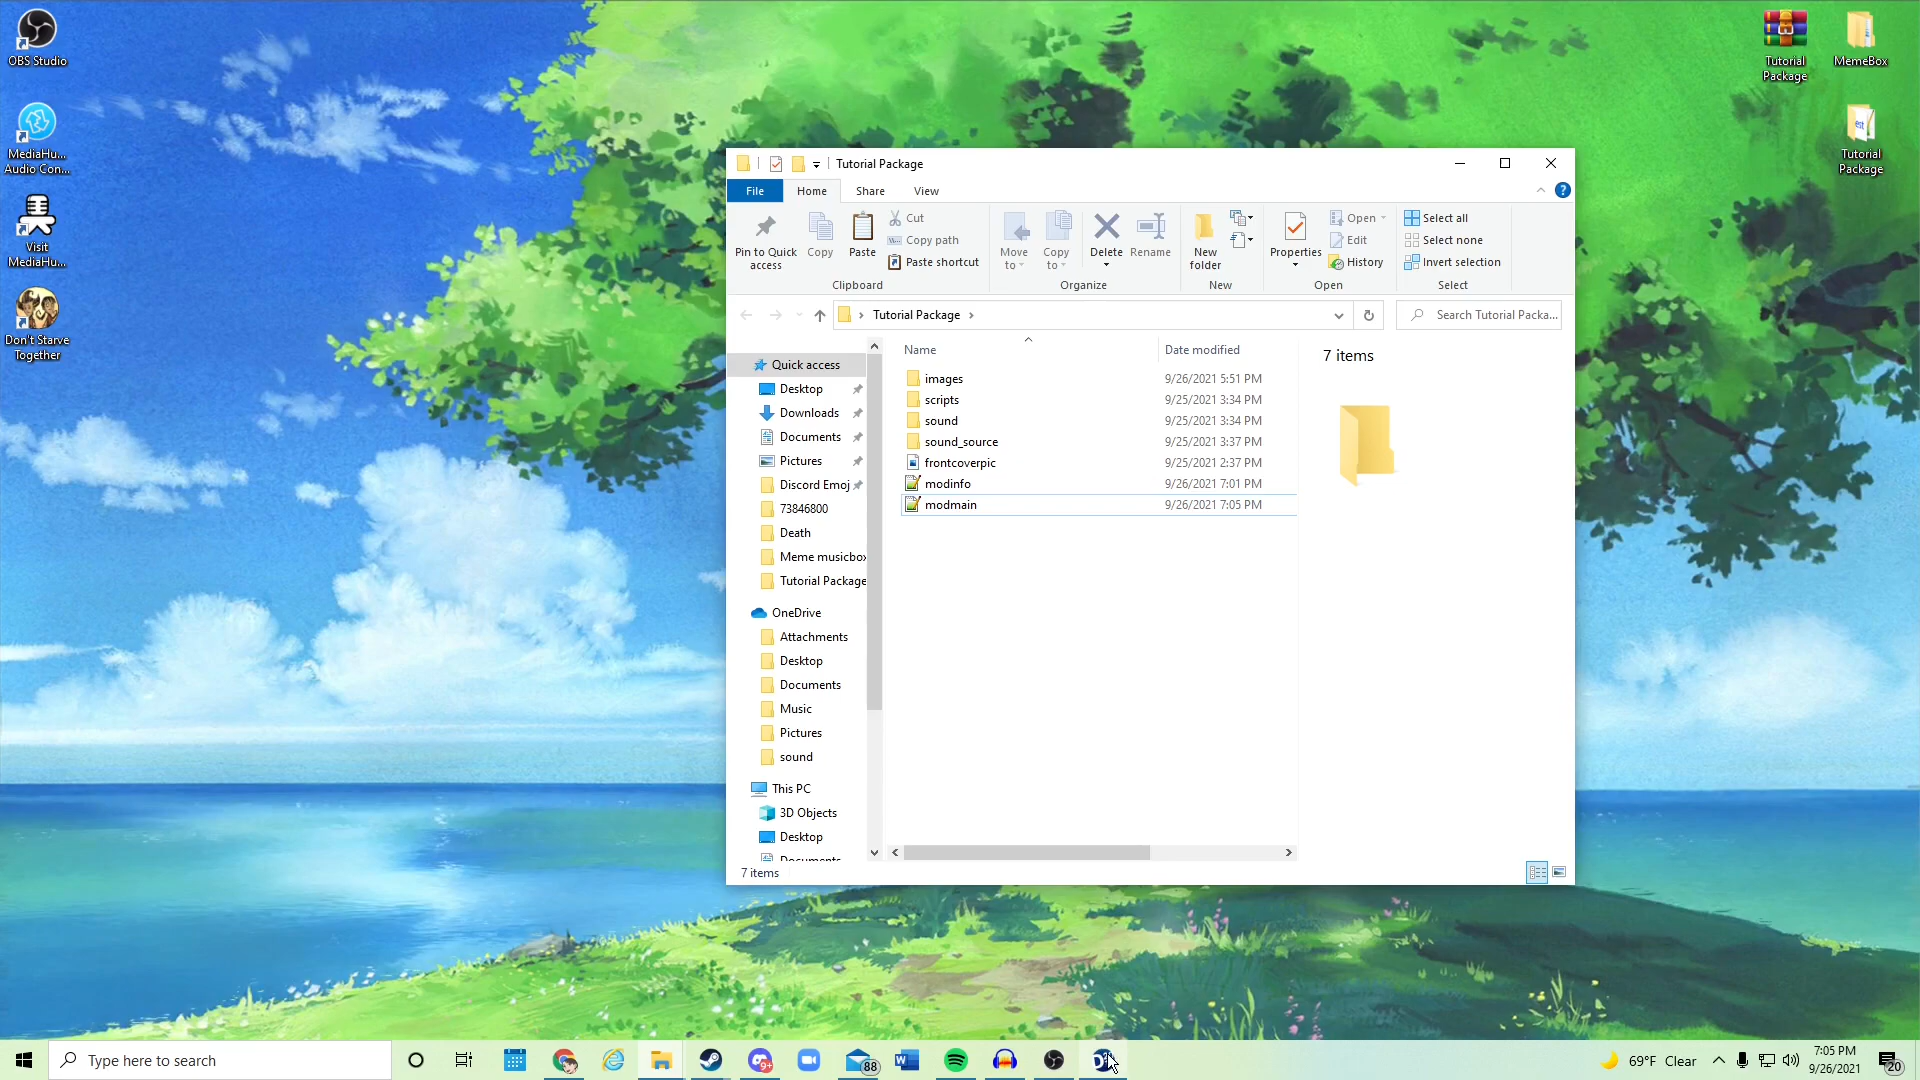 OBS Studio
MediaHu...
Audio Con...
Visit
MediaHu...
Don't Starve
Together
Tutorial
Package
MemeBox
Tutorial
Package
Tutorial Package
File
Home
Share
View
Pin to Quick
access
Copy
Paste
Cut
Copy path
Paste shortcut
Clipboard
Move
to
Copy
to
Delete
Rename
Organize
New
folder
New
Properties
Open
Edit
History
Open
Select all
Select none
Invert selection
Select
Tutorial Package
Search Tutorial Packa...
Quick access
Desktop
Downloads
Documents
Pictures
Discord Emoj
73846800
Death
Meme musicbox
Tutorial Package
OneDrive
Attachments
Desktop
Documents
Music
Pictures
sound
This PC
3D Objects
Desktop
Documents
Name
Date modified
images 9/26/2021 5:51 PM
scripts 9/25/2021 3:34 PM
sound 9/25/2021 3:34 PM
sound_source 9/25/2021 3:37 PM
frontcoverpic 9/25/2021 2:37 PM
modinfo 9/26/2021 7:01 PM
modmain 9/26/2021 7:05 PM
7 items
7 items
Type here to search
9+
88
69°F Clear
7:05 PM
9/26/2021
20